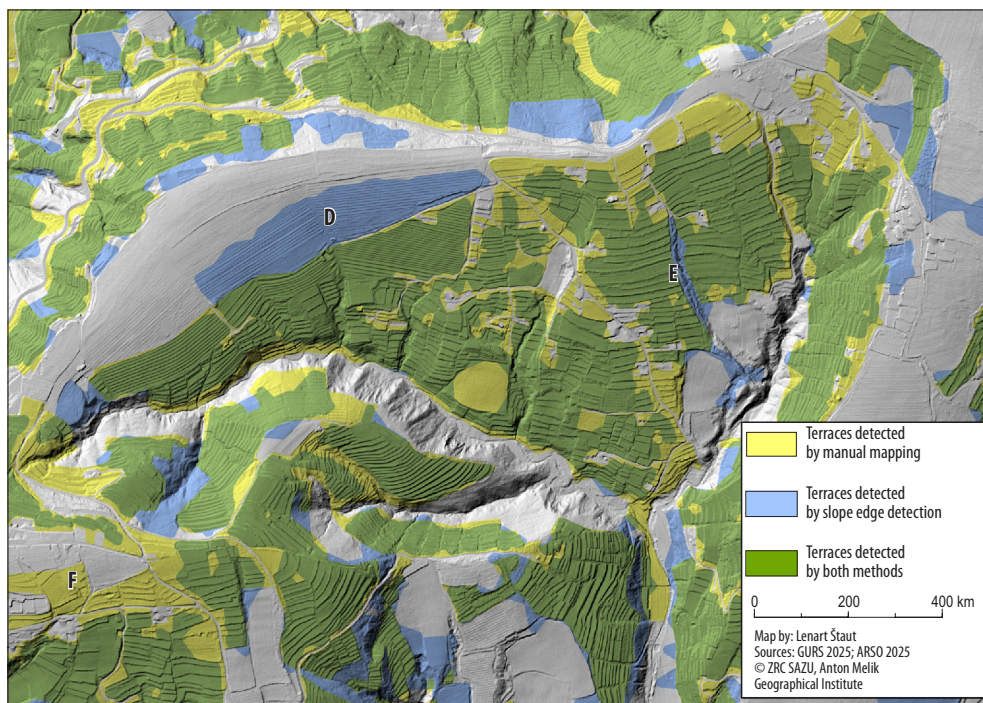 D
E
F
Terraces detected
by manual mapping
Terraces detected
by slope edge detection
Terraces detected
by both methods
0 200 400 km
Map by: Lenart Štaut
Sources: GURS 2025; ARSO 2025
© ZRC SAZU, Anton Melik
Geographical Institute